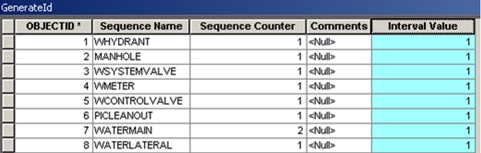 GenerateId
OBJECTID * Sequence Name Sequence Counter Comments Interval Value
1 WHYDRANT 1 <Null> 1
2 MANHOLE 1 <Null> 1
3 WSYSTEMVALVE 1 <Null> 1
4 WMETER 1 <Null> 1
5 WCONTROLVALVE 1 <Null> 1
6 PICLEANOUT 1 <Null> 1
7 WATERMAIN 2 <Null> 1
8 WATERLATERAL 1 <Null> 1